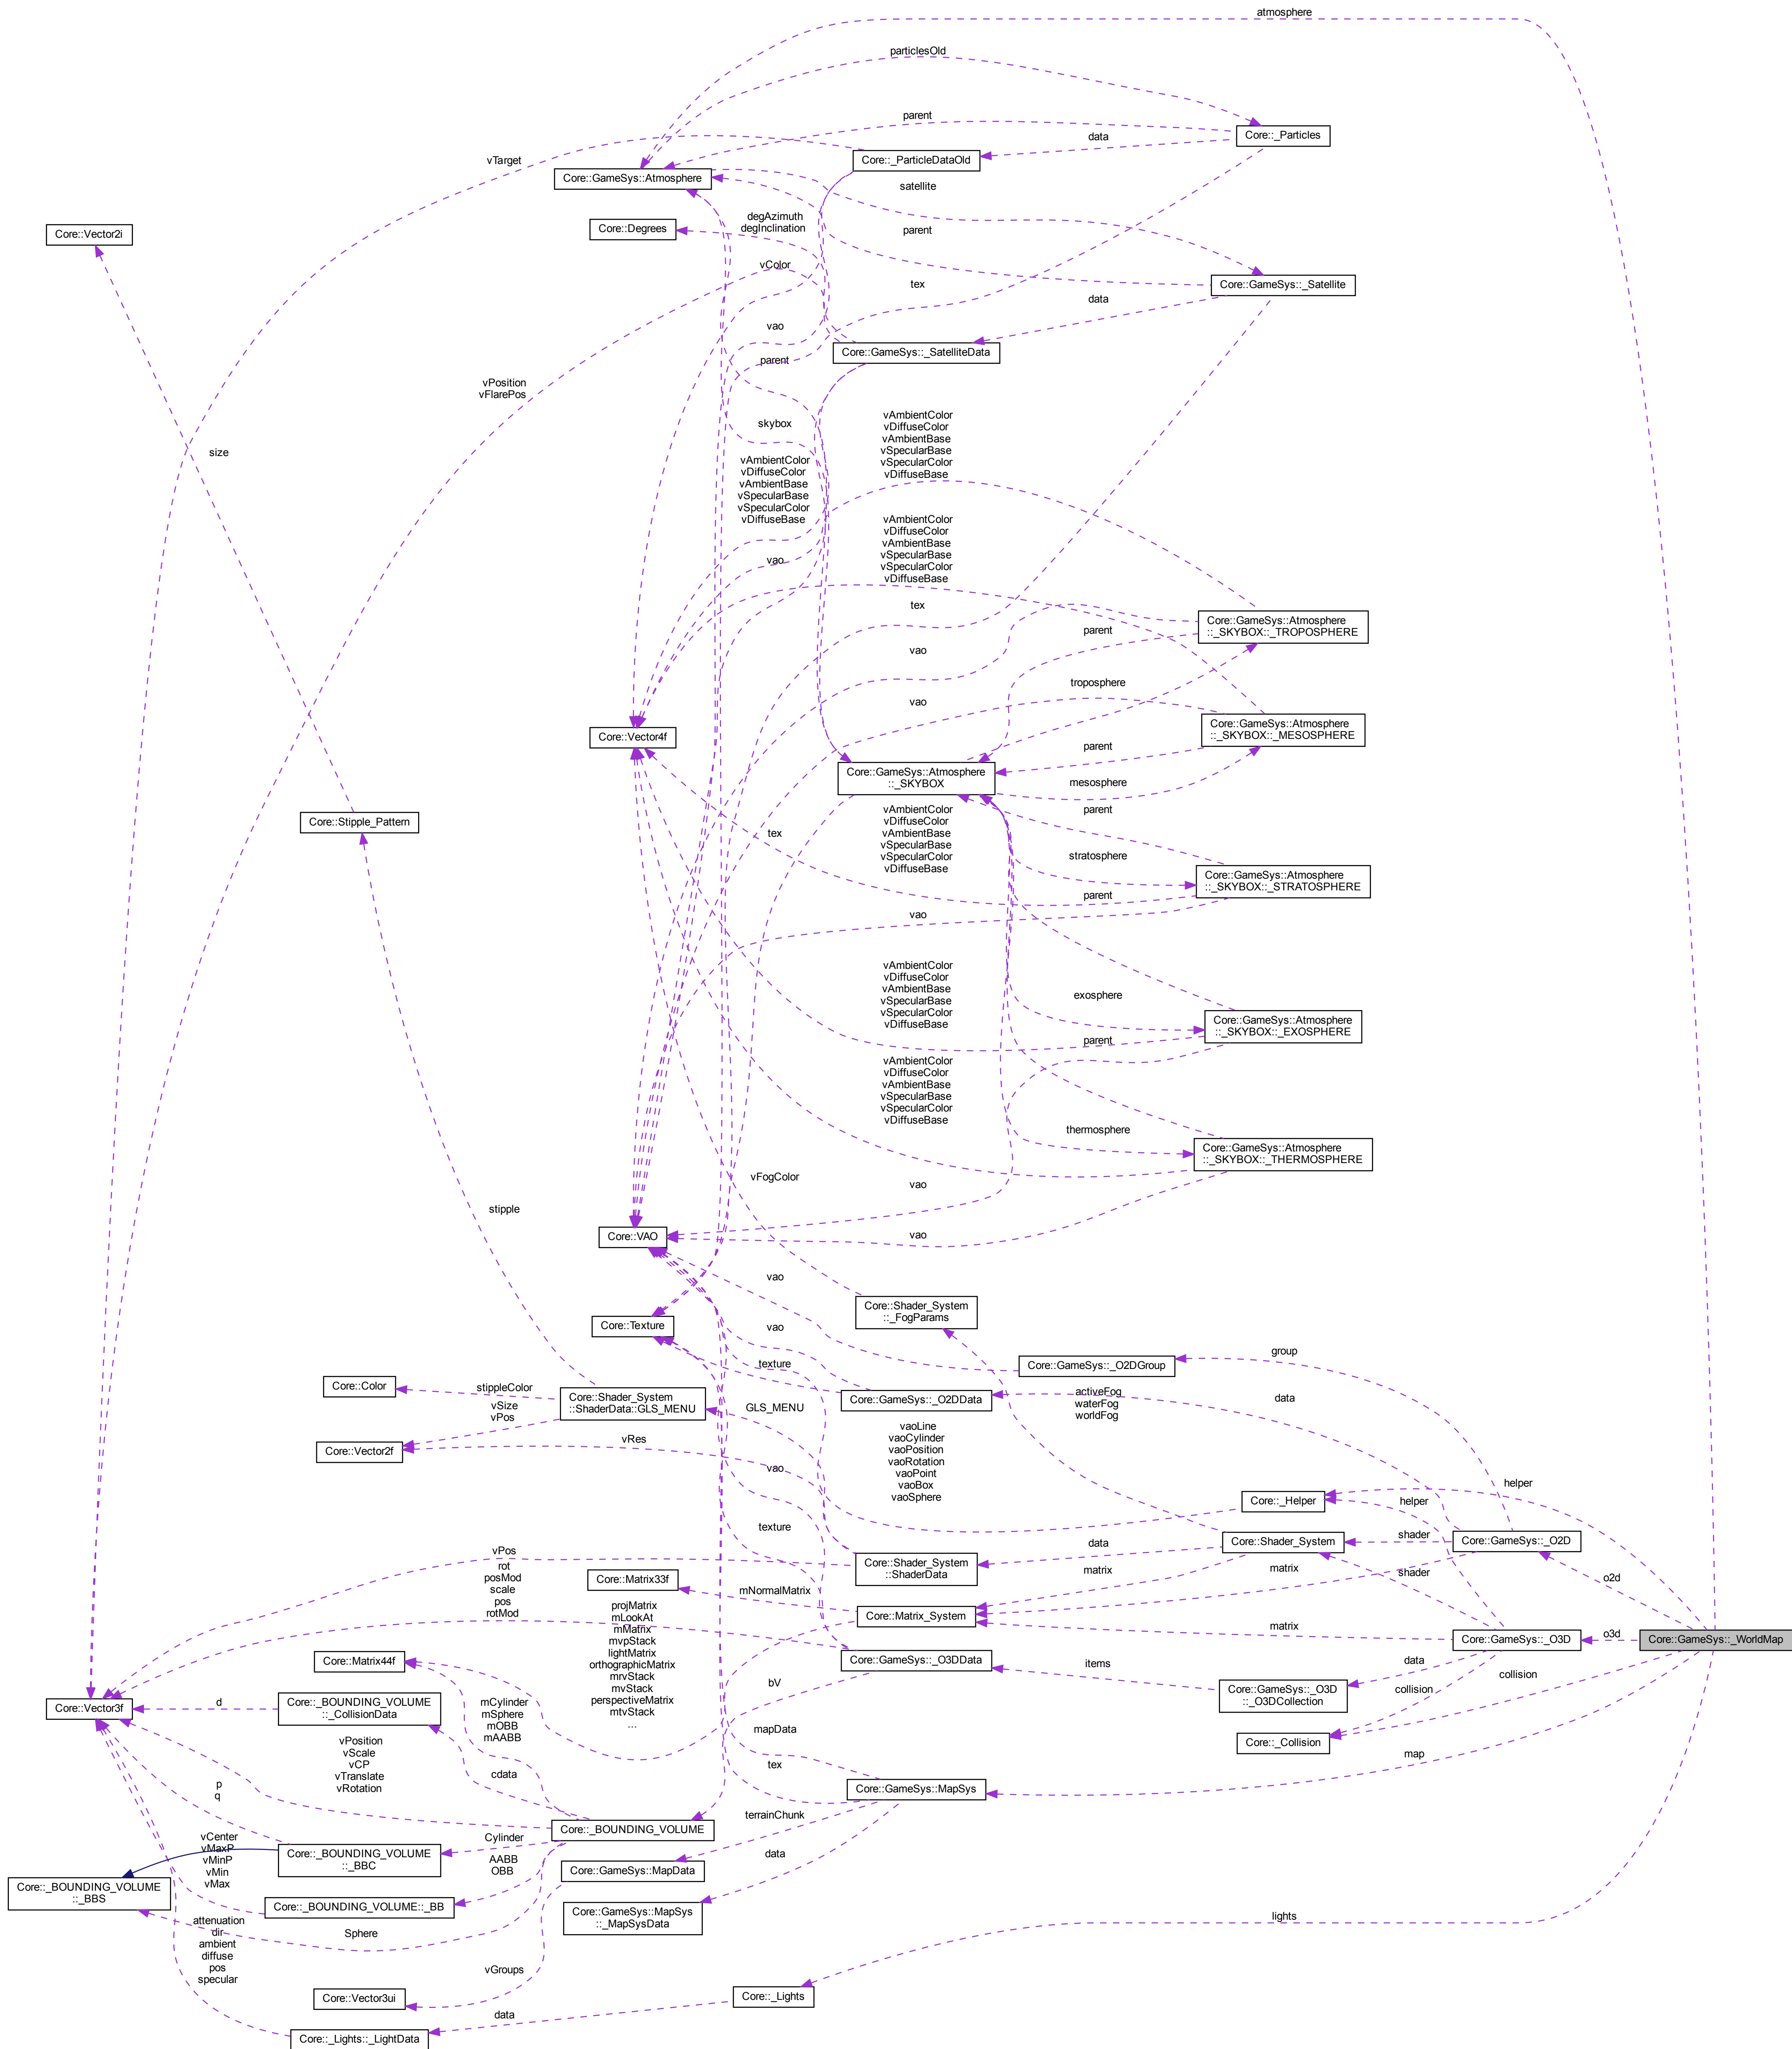 atmosphere
particlesOld
parent
data
Core::_Particles
vTarget
Core::_ParticleDataOld
Core::GameSys::Atmosphere
satellite
Core::Vector2i
Core::Degrees
degAzimuth
degInclination
parent
vColor
tex
Core::GameSys::_Satellite
data
vao
parent
Core::GameSys::_SatelliteData
vPosition
vFlarePos
size
skybox
vAmbientColor
vDiffuseColor
vAmbientBase
vSpecularBase
vSpecularColor
vDiffuseBase
vAmbientColor
vDiffuseColor
vAmbientBase
vSpecularBase
vSpecularColor
vDiffuseBase
vao
vAmbientColor
vDiffuseColor
vAmbientBase
vSpecularBase
vSpecularColor
vDiffuseBase
tex
parent
Core::GameSys::Atmosphere
::_SKYBOX::_TROPOSPHERE
vao
troposphere
vao
Core::GameSys::Atmosphere
::_SKYBOX::_MESOSPHERE
Core::Vector4f
parent
Core::GameSys::Atmosphere
::_SKYBOX
mesosphere
Core::Stipple_Pattern
vAmbientColor
vDiffuseColor
vAmbientBase
vSpecularBase
vSpecularColor
vDiffuseBase
parent
tex
stratosphere
Core::GameSys::Atmosphere
::_SKYBOX::_STRATOSPHERE
parent
vao
vAmbientColor
vDiffuseColor
vAmbientBase
vSpecularBase
vSpecularColor
vDiffuseBase
exosphere
Core::GameSys::Atmosphere
::_SKYBOX::_EXOSPHERE
parent
vAmbientColor
vDiffuseColor
vAmbientBase
vSpecularBase
vSpecularColor
vDiffuseBase
thermosphere
Core::GameSys::Atmosphere
::_SKYBOX::_THERMOSPHERE
vFogColor
vao
stipple
Core::VAO
vao
vao
Core::Shader_System
::_FogParams
Core::Texture
vao
group
Core::GameSys::_O2DGroup
texture
Core::Color
stippleColor
Core::Shader_System
::ShaderData::GLS_MENU
Core::GameSys::_O2DData
activeFog
waterFog
worldFog
data
vSize
vPos
GLS_MENU
vaoLine
vaoCylinder
vaoPosition
vaoRotation
vaoPoint
vaoBox
vaoSphere
Core::Vector2f
vRes
vao
helper
Core::_Helper
helper
texture
Core::Shader_System
shader
Core::GameSys::_O2D
vPos
rot
posMod
scale
pos
rotMod
Core::Matrix33f
mNormalMatrix
Core::Shader_System
::ShaderData
data
matrix
matrix
shader
o2d
Core::Matrix_System
projMatrix
mLookAt
mMatrix
mvpStack
lightMatrix
orthographicMatrix
mrvStack
mvStack
perspectiveMatrix
mtvStack
...
matrix
Core::GameSys::_O3D
o3d
Core::GameSys::_WorldMap
Core::Matrix44f
Core::GameSys::_O3DData
items
data
collision
collision
bV
Core::GameSys::_O3D
::_O3DCollection
Core::Vector3f
d
Core::_BOUNDING_VOLUME
::_CollisionData
mCylinder
mSphere
mOBB
mAABB
mapData
Core::_Collision
vPosition
vScale
vCP
vTranslate
vRotation
cdata
tex
map
Core::GameSys::MapSys
p
q
terrainChunk
Core::_BOUNDING_VOLUME
Cylinder
vCenter
vMaxP
vMinP
vMin
vMax
Core::_BOUNDING_VOLUME
::_BBC
AABB
OBB
data
Core::GameSys::MapData
Core::_BOUNDING_VOLUME
::_BBS
Core::_BOUNDING_VOLUME::_BB
Core::GameSys::MapSys
::_MapSysData
lights
attenuation
dir
ambient
diffuse
pos
specular
Sphere
vGroups
Core::Vector3ui
Core::_Lights
data
Core::_Lights::_LightData